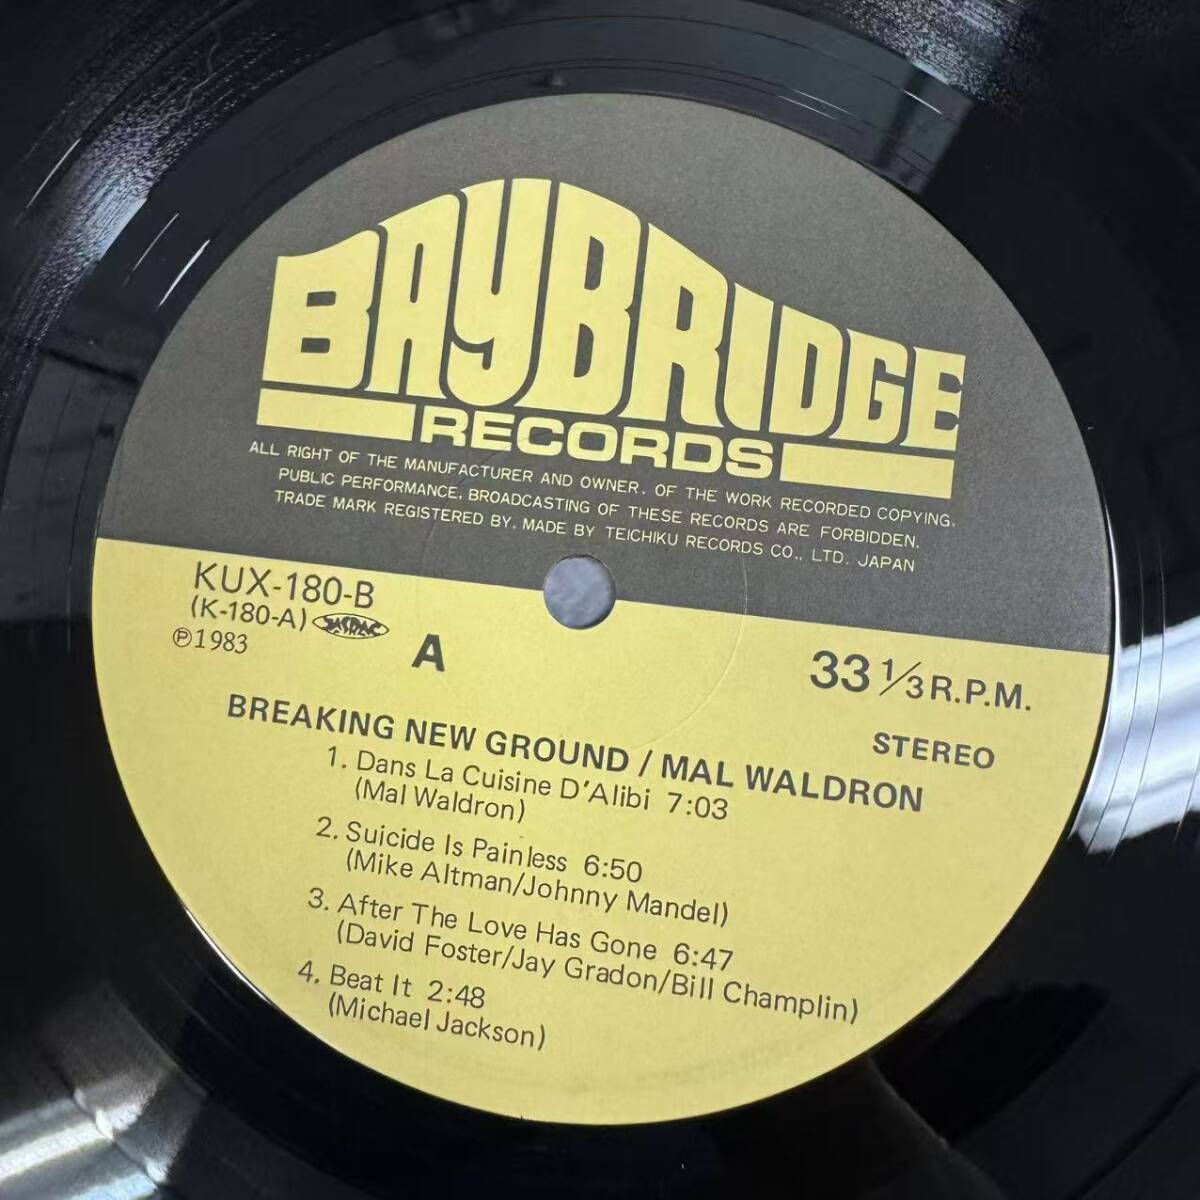 BAYBRIDGE
RECORDS
ALL RIGHT OF THE MANUFACTURER AND OWNER. OF THE WORK RECORDED COPYING,
PUBLIC PERFORMANCE, BROADCASTING OF THESE RECORDS ARE FORBIDDEN.
TRADE MARK REGISTERED BY. MADE BY TEICHIKU RECORDS CO., LTD. JAPAN
KUX-180-B
(K-180-A) JASRAC
Ⓟ1983
A
33 1/3 R.P.M.
STEREO
BREAKING NEW GROUND / MAL WALDRON
1. Dans La Cuisine D'Alibi 7:03
(Mal Waldron)
2. Suicide Is Painless 6:50
(Mike Altman/Johnny Mandel)
3. After The Love Has Gone 6:47
(David Foster/Jay Gradon/Bill Champlin)
4. Beat It 2:48
(Michael Jackson)